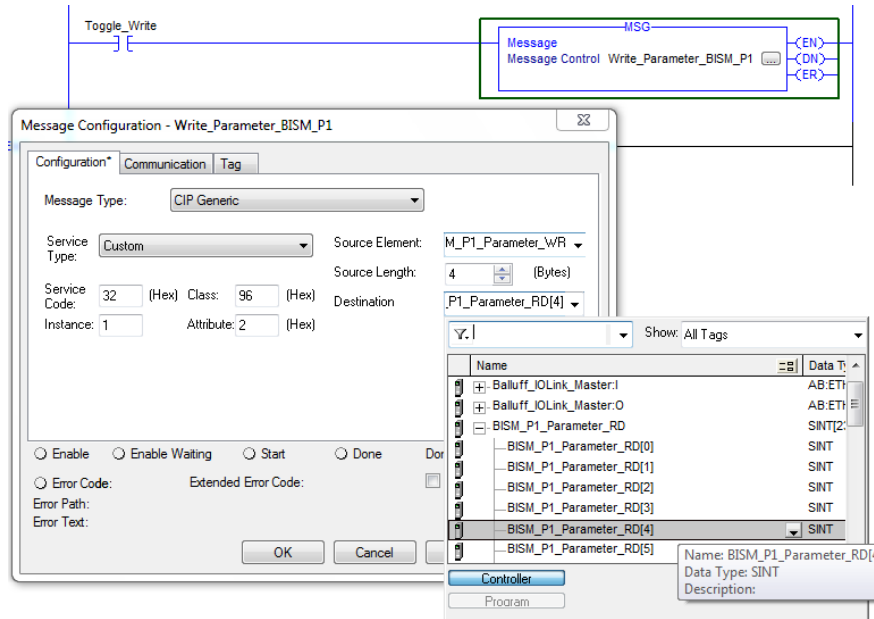 Toggle_Write
MSG
Message
Message Control Write_Parameter_BISM_P1 ...
(EN)
(DN)
(ER)
Message Configuration - Write_Parameter_BISM_P1
Configuration* Communication Tag
Message Type: CIP Generic
Service Type: Custom
Source Element: M_P1_Parameter_WR
Source Length: 4 (Bytes)
Service Code: 32 (Hex) Class: 96 (Hex)
Destination P1_Parameter_RD[4]
Instance: 1 Attribute: 2 (Hex)
Show: All Tags
Name Data Ty
Balluff_IOLink_Master:I AB:ETH
Balluff_IOLink_Master:O AB:ETH
BISM_P1_Parameter_RD SINT[2
BISM_P1_Parameter_RD[0] SINT
BISM_P1_Parameter_RD[1] SINT
BISM_P1_Parameter_RD[2] SINT
BISM_P1_Parameter_RD[3] SINT
BISM_P1_Parameter_RD[4] SINT
BISM_P1_Parameter_RD[5]
Name: BISM_P1_Parameter_RD[4
Data Type: SINT
Description:
Controller
Program
Enable Enable Waiting Start Done Dor
Error Code: Extended Error Code:
Error Path:
Error Text:
OK Cancel